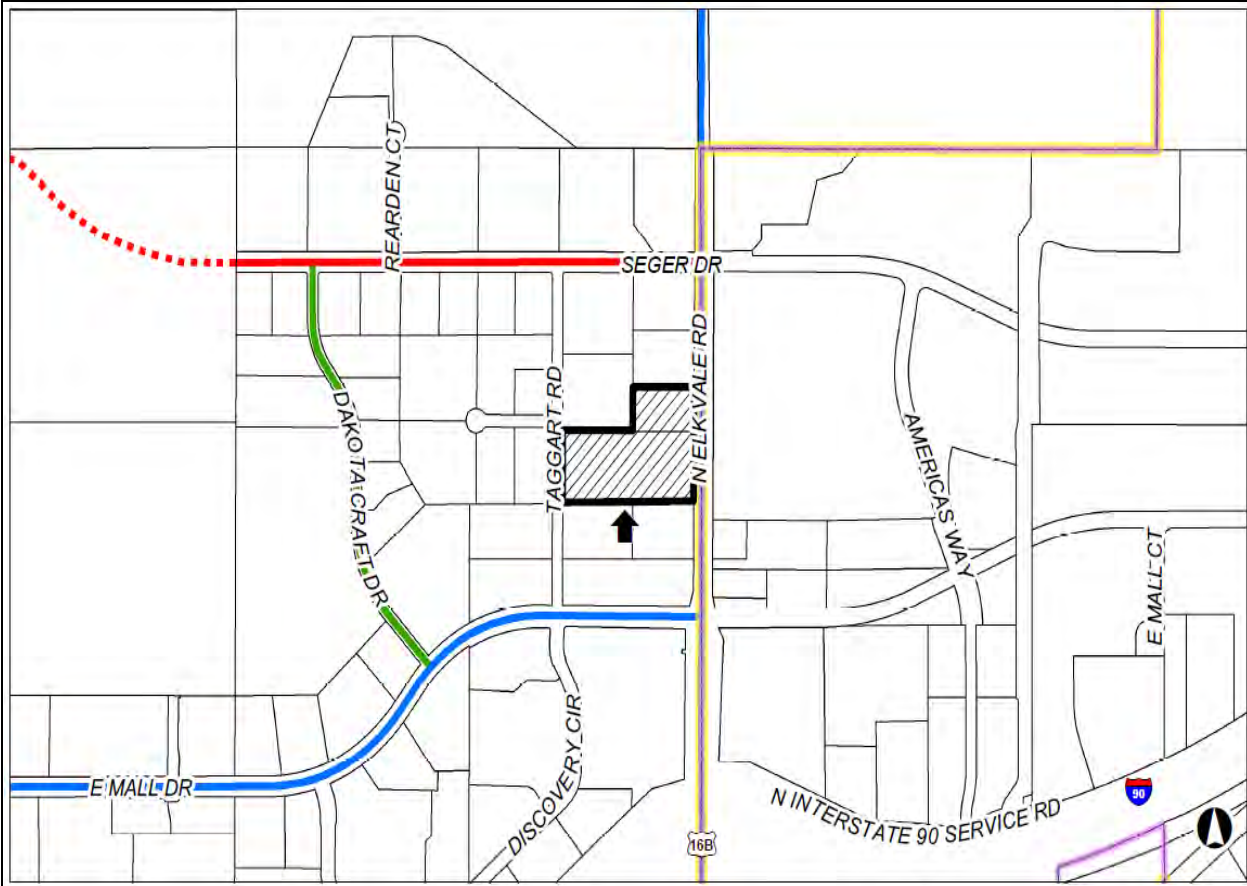 REARDEN CT
SEGER DR
N ELK VALE RD
TAGGART RD
DAKOTA CRAFT DR
AMERICAS WAY
E MALL CT
E MALL DR
DISCOVERY CIR
N INTERSTATE 90 SERVICE RD
90
16B